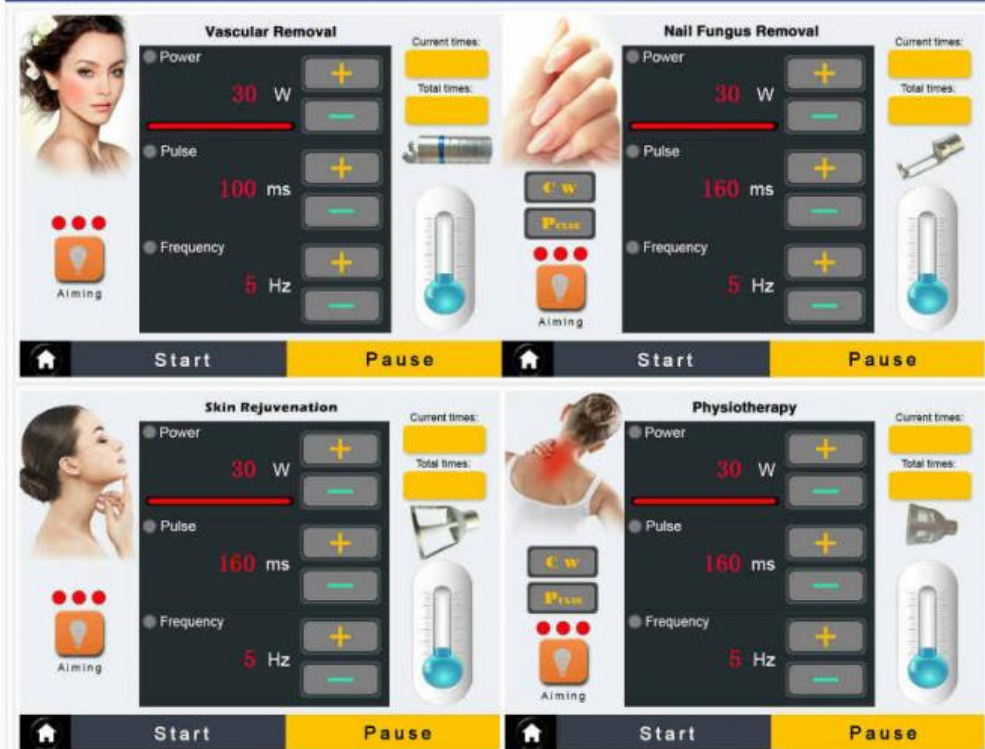 Vascular Removal
Current times:
Power
30 W
Total times:
Pulse
100 ms
Frequency
5 Hz
Aiming
Start
Pause
Nail Fungus Removal
Current times:
Power
30 W
Total times:
Pulse
160 ms
CW
PULSE
Frequency
5 Hz
Aiming
Start
Pause
Skin Rejuvenation
Current times:
Power
30 W
Total times:
Pulse
160 ms
Frequency
5 Hz
Aiming
Start
Pause
Physiotherapy
Current times:
Power
30 W
Total times:
Pulse
160 ms
CW
PULSE
Frequency
5 Hz
Aiming
Start
Pause